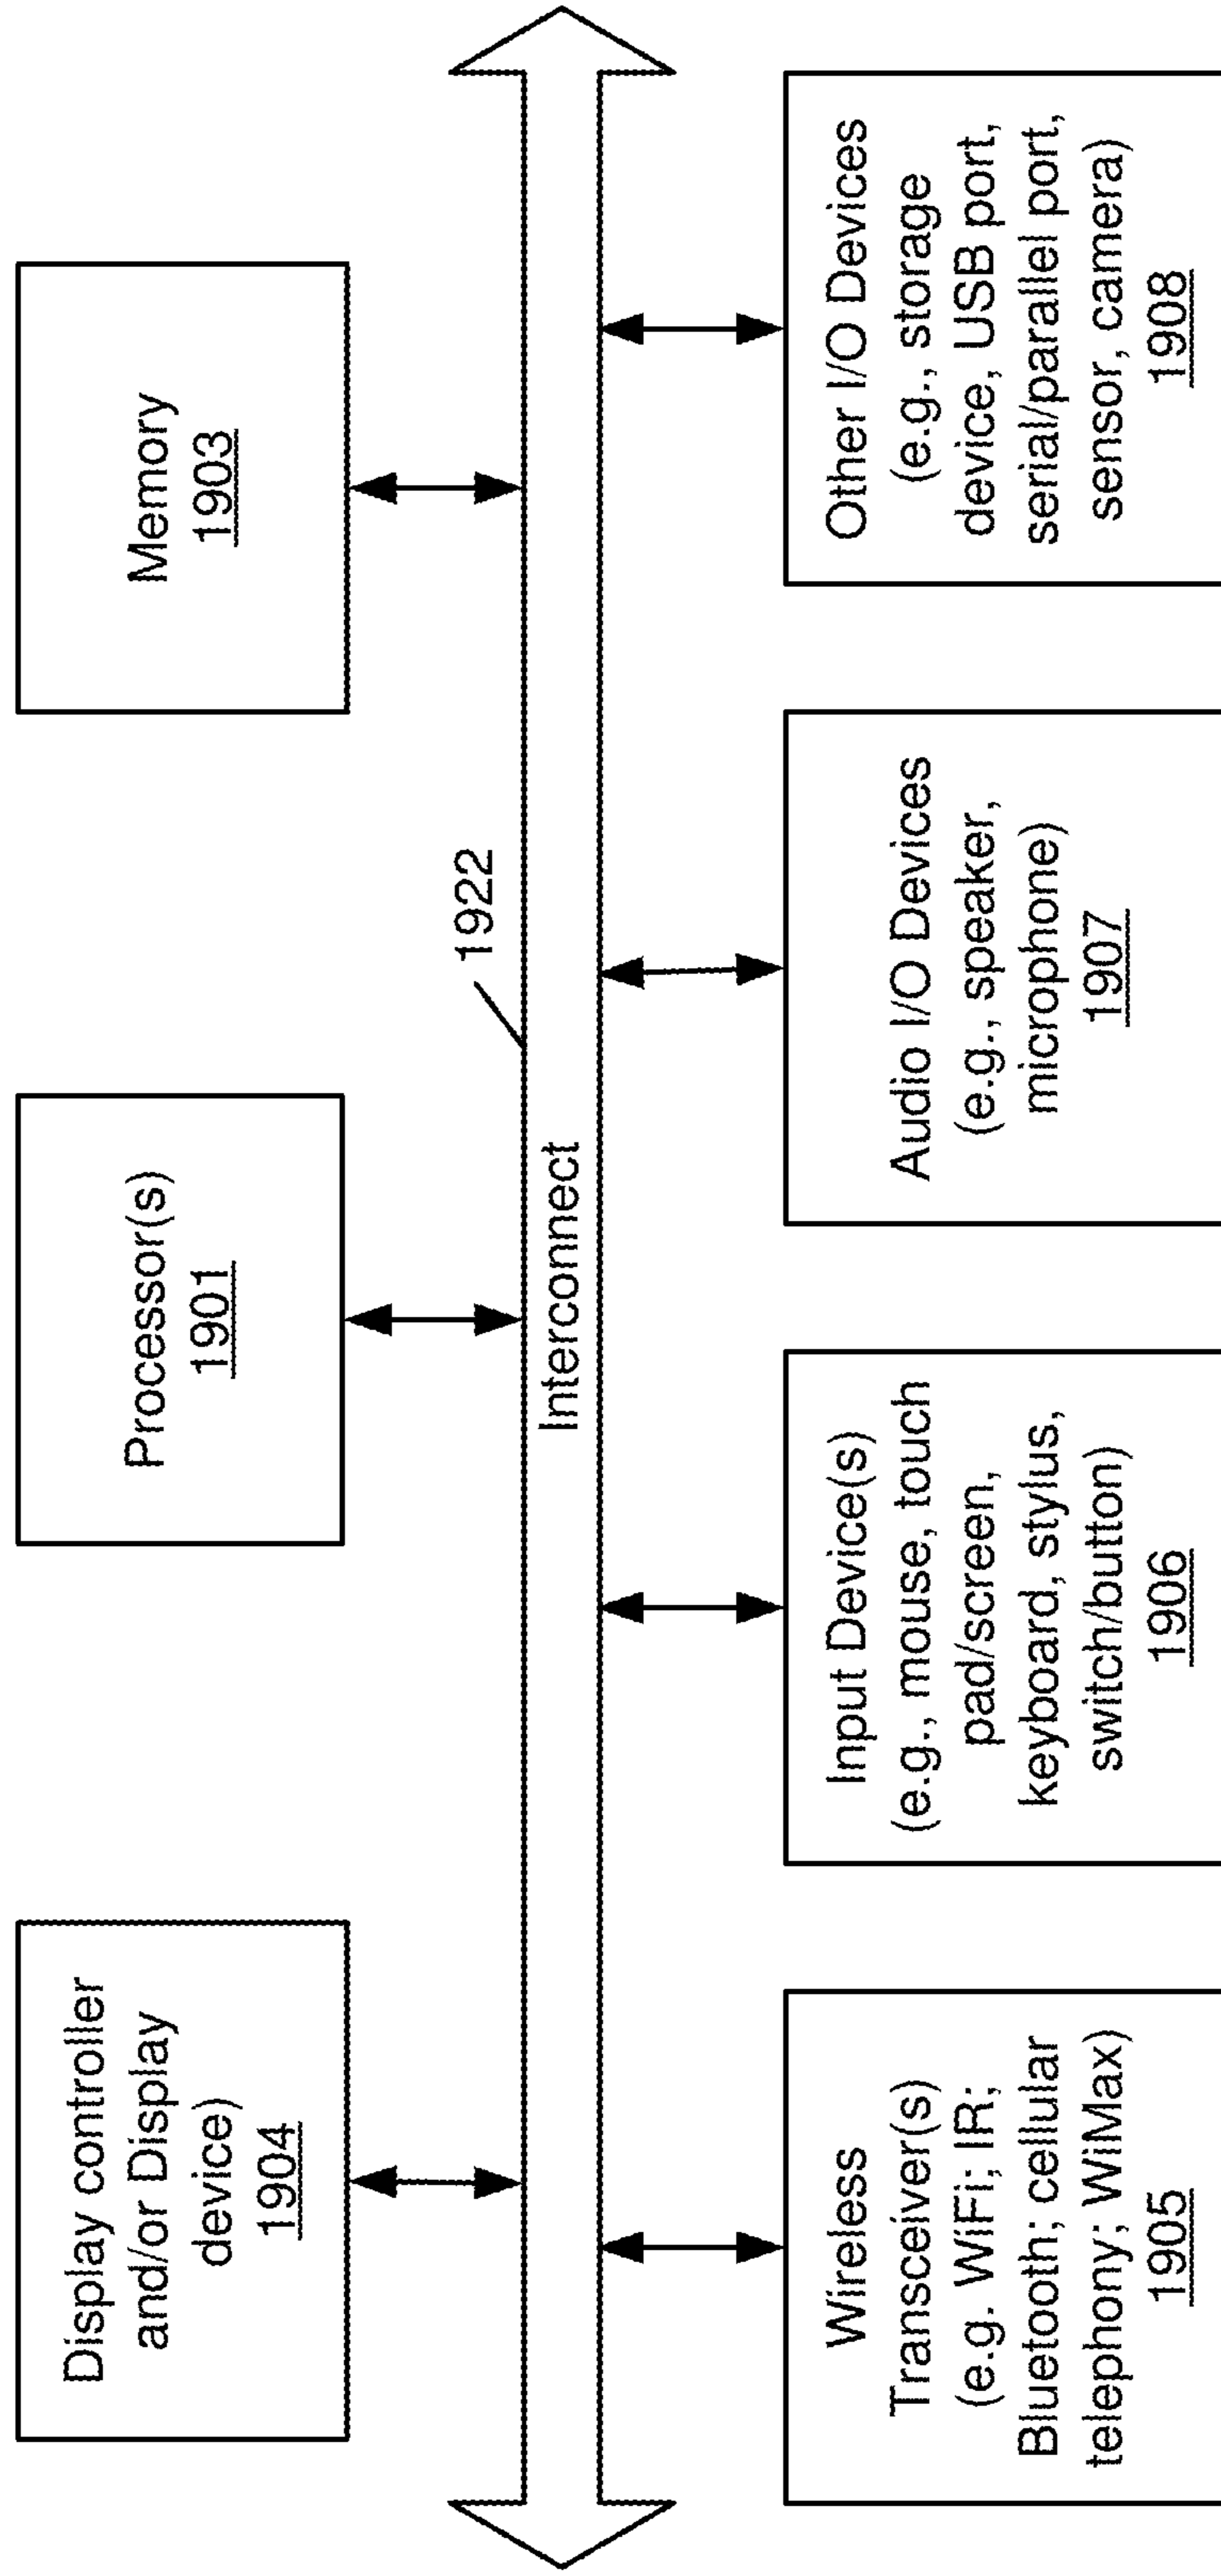 Display controller
and/or Display
device)
1904
Processor(s)
1901
Memory
1903
1922
Interconnect
Wireless
Transceiver(s)
(e.g. WiFi; IR;
Bluetooth; cellular
telephony; WiMax)
1905
Input Device(s)
(e.g., mouse, touch
pad/screen,
keyboard, stylus,
switch/button)
1906
Audio I/O Devices
(e.g., speaker,
microphone)
1907
Other I/O Devices
(e.g., storage
device, USB port,
serial/parallel port,
sensor, camera)
1908